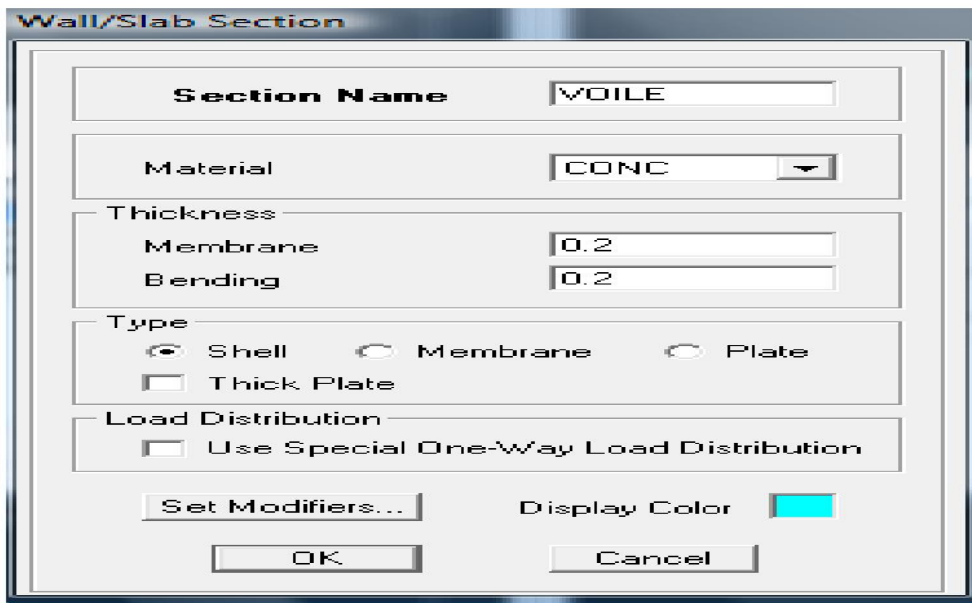 Wall/Slab Section
Section Name VOILE
Material CONC
Thickness
Membrane 0.2
Bending 0.2
Type
Shell Membrane Plate
Thick Plate
Load Distribution
Use Special One-Way Load Distribution
Set Modifiers... Display Color
OK Cancel